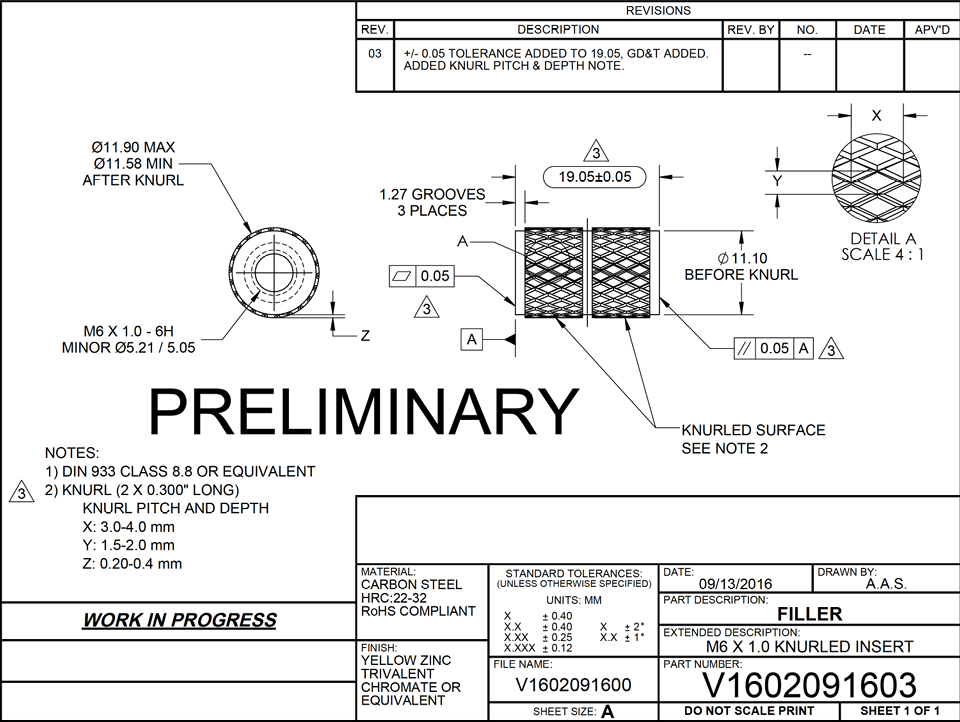 REVISIONS
REV. DESCRIPTION REV. BY NO. DATE APV'D
03 +/- 0.05 TOLERANCE ADDED TO 19.05, GD&T ADDED. --
ADDED KNURL PITCH & DEPTH NOTE.
X
Y
DETAIL A
SCALE 4 : 1
Ø11.90 MAX
Ø11.58 MIN
AFTER KNURL
M6 X 1.0 - 6H
MINOR Ø5.21 / 5.05
Z
3
19.05±0.05
1.27 GROOVES
3 PLACES
A
0.05
3
A
Ø11.10
BEFORE KNURL
// 0.05 A 3
KNURLED SURFACE
SEE NOTE 2
PRELIMINARY
NOTES:
1) DIN 933 CLASS 8.8 OR EQUIVALENT
3 2) KNURL (2 X 0.300" LONG)
KNURL PITCH AND DEPTH
X: 3.0-4.0 mm
Y: 1.5-2.0 mm
Z: 0.20-0.4 mm
WORK IN PROGRESS
MATERIAL:
CARBON STEEL
HRC:22-32
RoHS COMPLIANT
FINISH:
YELLOW ZINC
TRIVALENT
CHROMATE OR
EQUIVALENT
STANDARD TOLERANCES:
(UNLESS OTHERWISE SPECIFIED)
UNITS: MM
X ± 0.40
X.X ± 0.40 X ± 2°
X.XX ± 0.25 X.X ± 1°
X.XXX ± 0.12
FILE NAME:
V1602091600
SHEET SIZE: A
DATE:
09/13/2016
DRAWN BY:
A.A.S.
PART DESCRIPTION:
FILLER
EXTENDED DESCRIPTION:
M6 X 1.0 KNURLED INSERT
PART NUMBER:
V1602091603
DO NOT SCALE PRINT
SHEET 1 OF 1